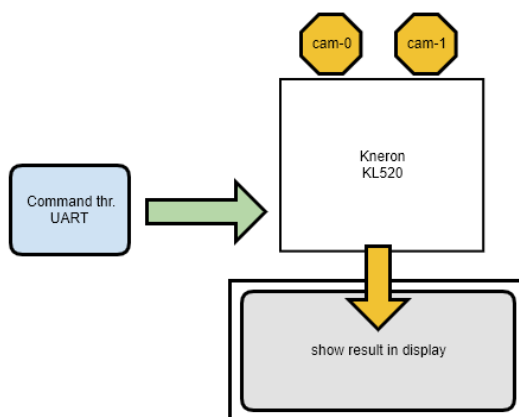 cam-0
cam-1
Kneron
KL520
Command thr.
UART
show result in display